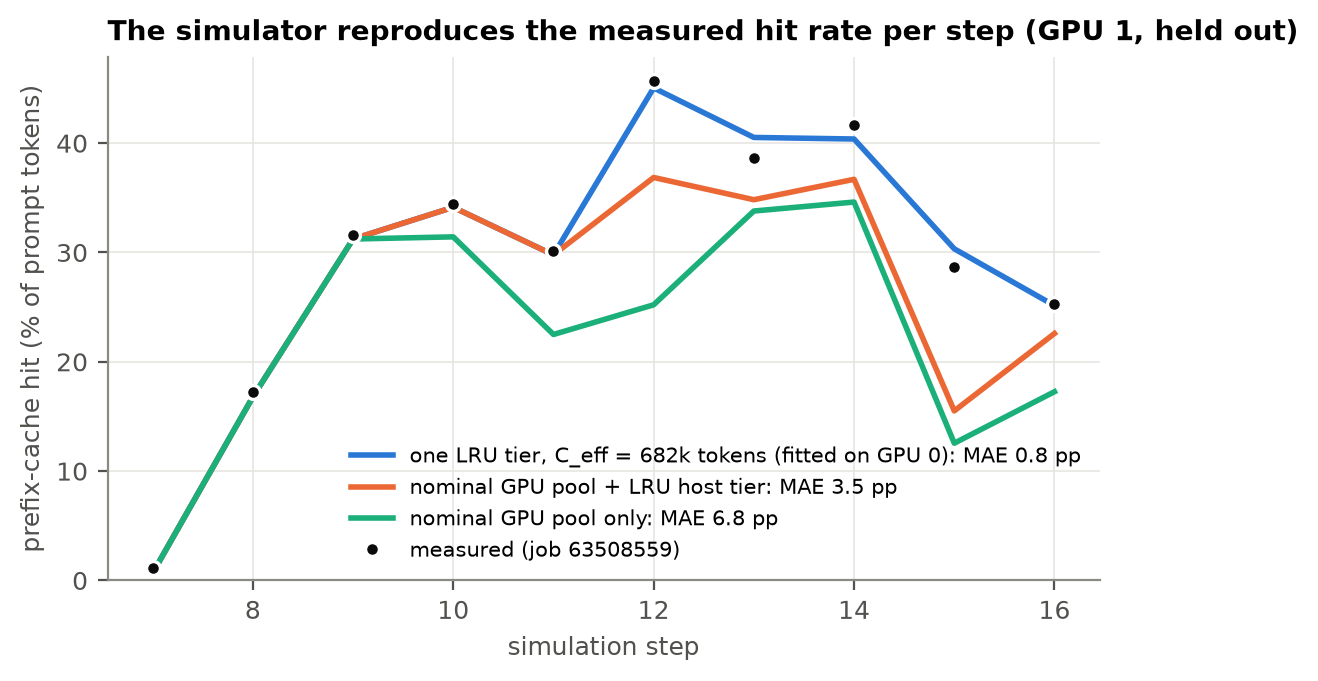 The simulator reproduces the measured hit rate per step (GPU 1, held out)
prefix-cache hit (% of prompt tokens)
40
30
20
10
0
one LRU tier, C_eff = 682k tokens (fitted on GPU 0): MAE 0.8 pp
nominal GPU pool + LRU host tier: MAE 3.5 pp
nominal GPU pool only: MAE 6.8 pp
measured (job 63508559)
8
10
12
14
16
simulation step